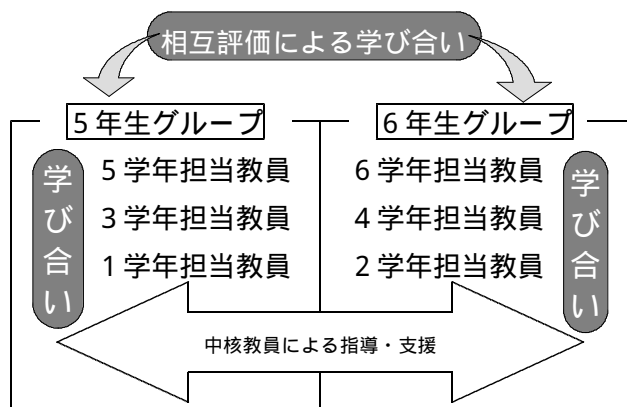 相互評価による学び合い
5年生グループ
6年生グループ
学び合い
5学年担当教員
3学年担当教員
1学年担当教員
6学年担当教員
4学年担当教員
2学年担当教員
学び合い
中核教員による指導・支援